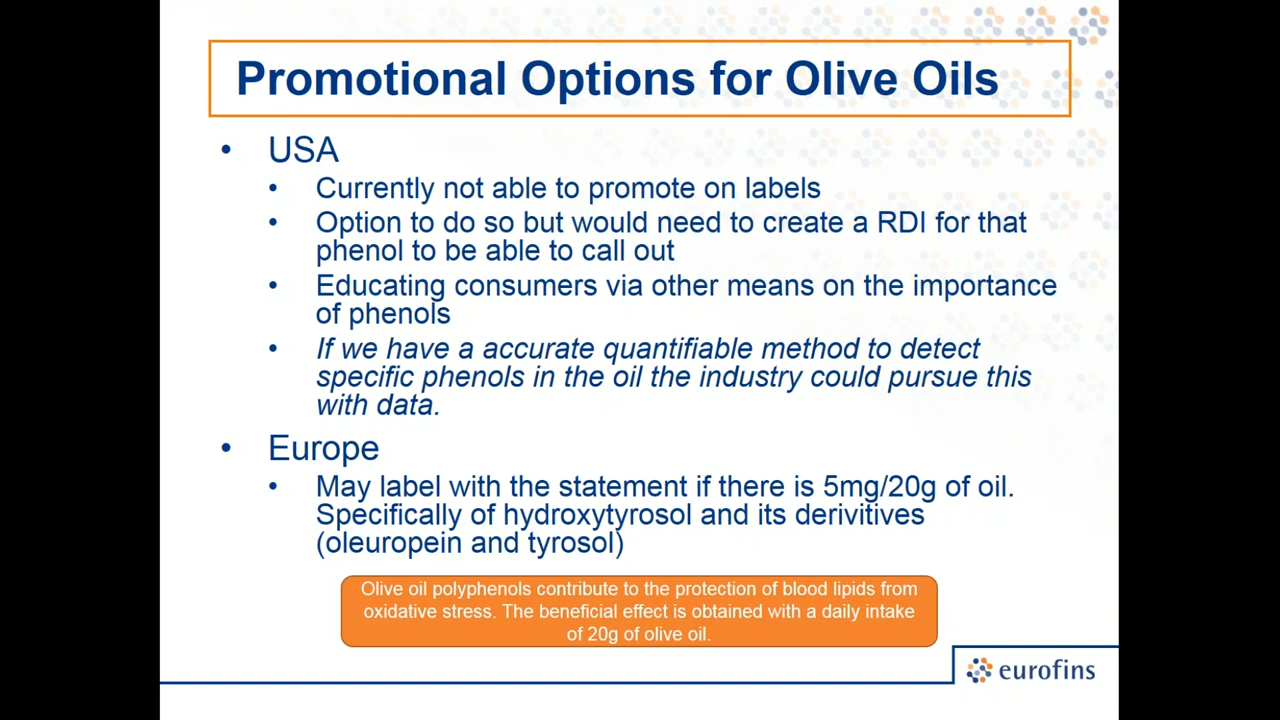 Promotional Options for Olive Oils
• USA
• Currently not able to promote on labels
• Option to do so but would need to create a RDI for that
phenol to be able to call out
• Educating consumers via other means on the importance
of phenols
• If we have a accurate quantifiable method to detect
specific phenols in the oil the industry could pursue this
with data.
• Europe
• May label with the statement if there is 5mg/20g of oil.
Specifically of hydroxytyrosol and its derivitives
(oleuropein and tyrosol)
Olive oil polyphenols contribute to the protection of blood lipids from
oxidative stress. The beneficial effect is obtained with a daily intake
of 20g of olive oil.
eurofins